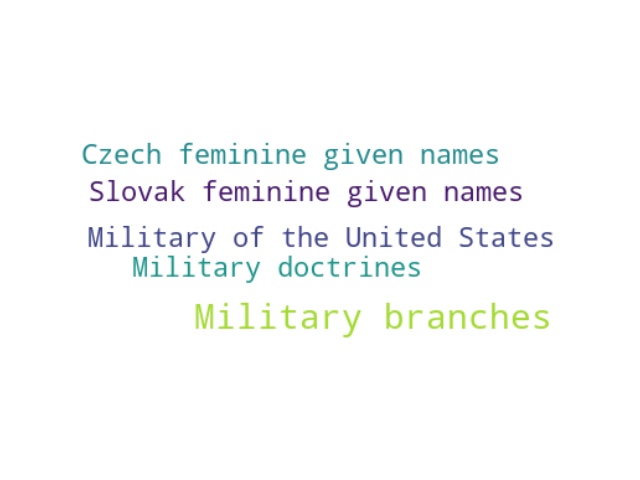 Czech feminine given names
Slovak feminine given names
Military of the United States
Military doctrines
Military branches